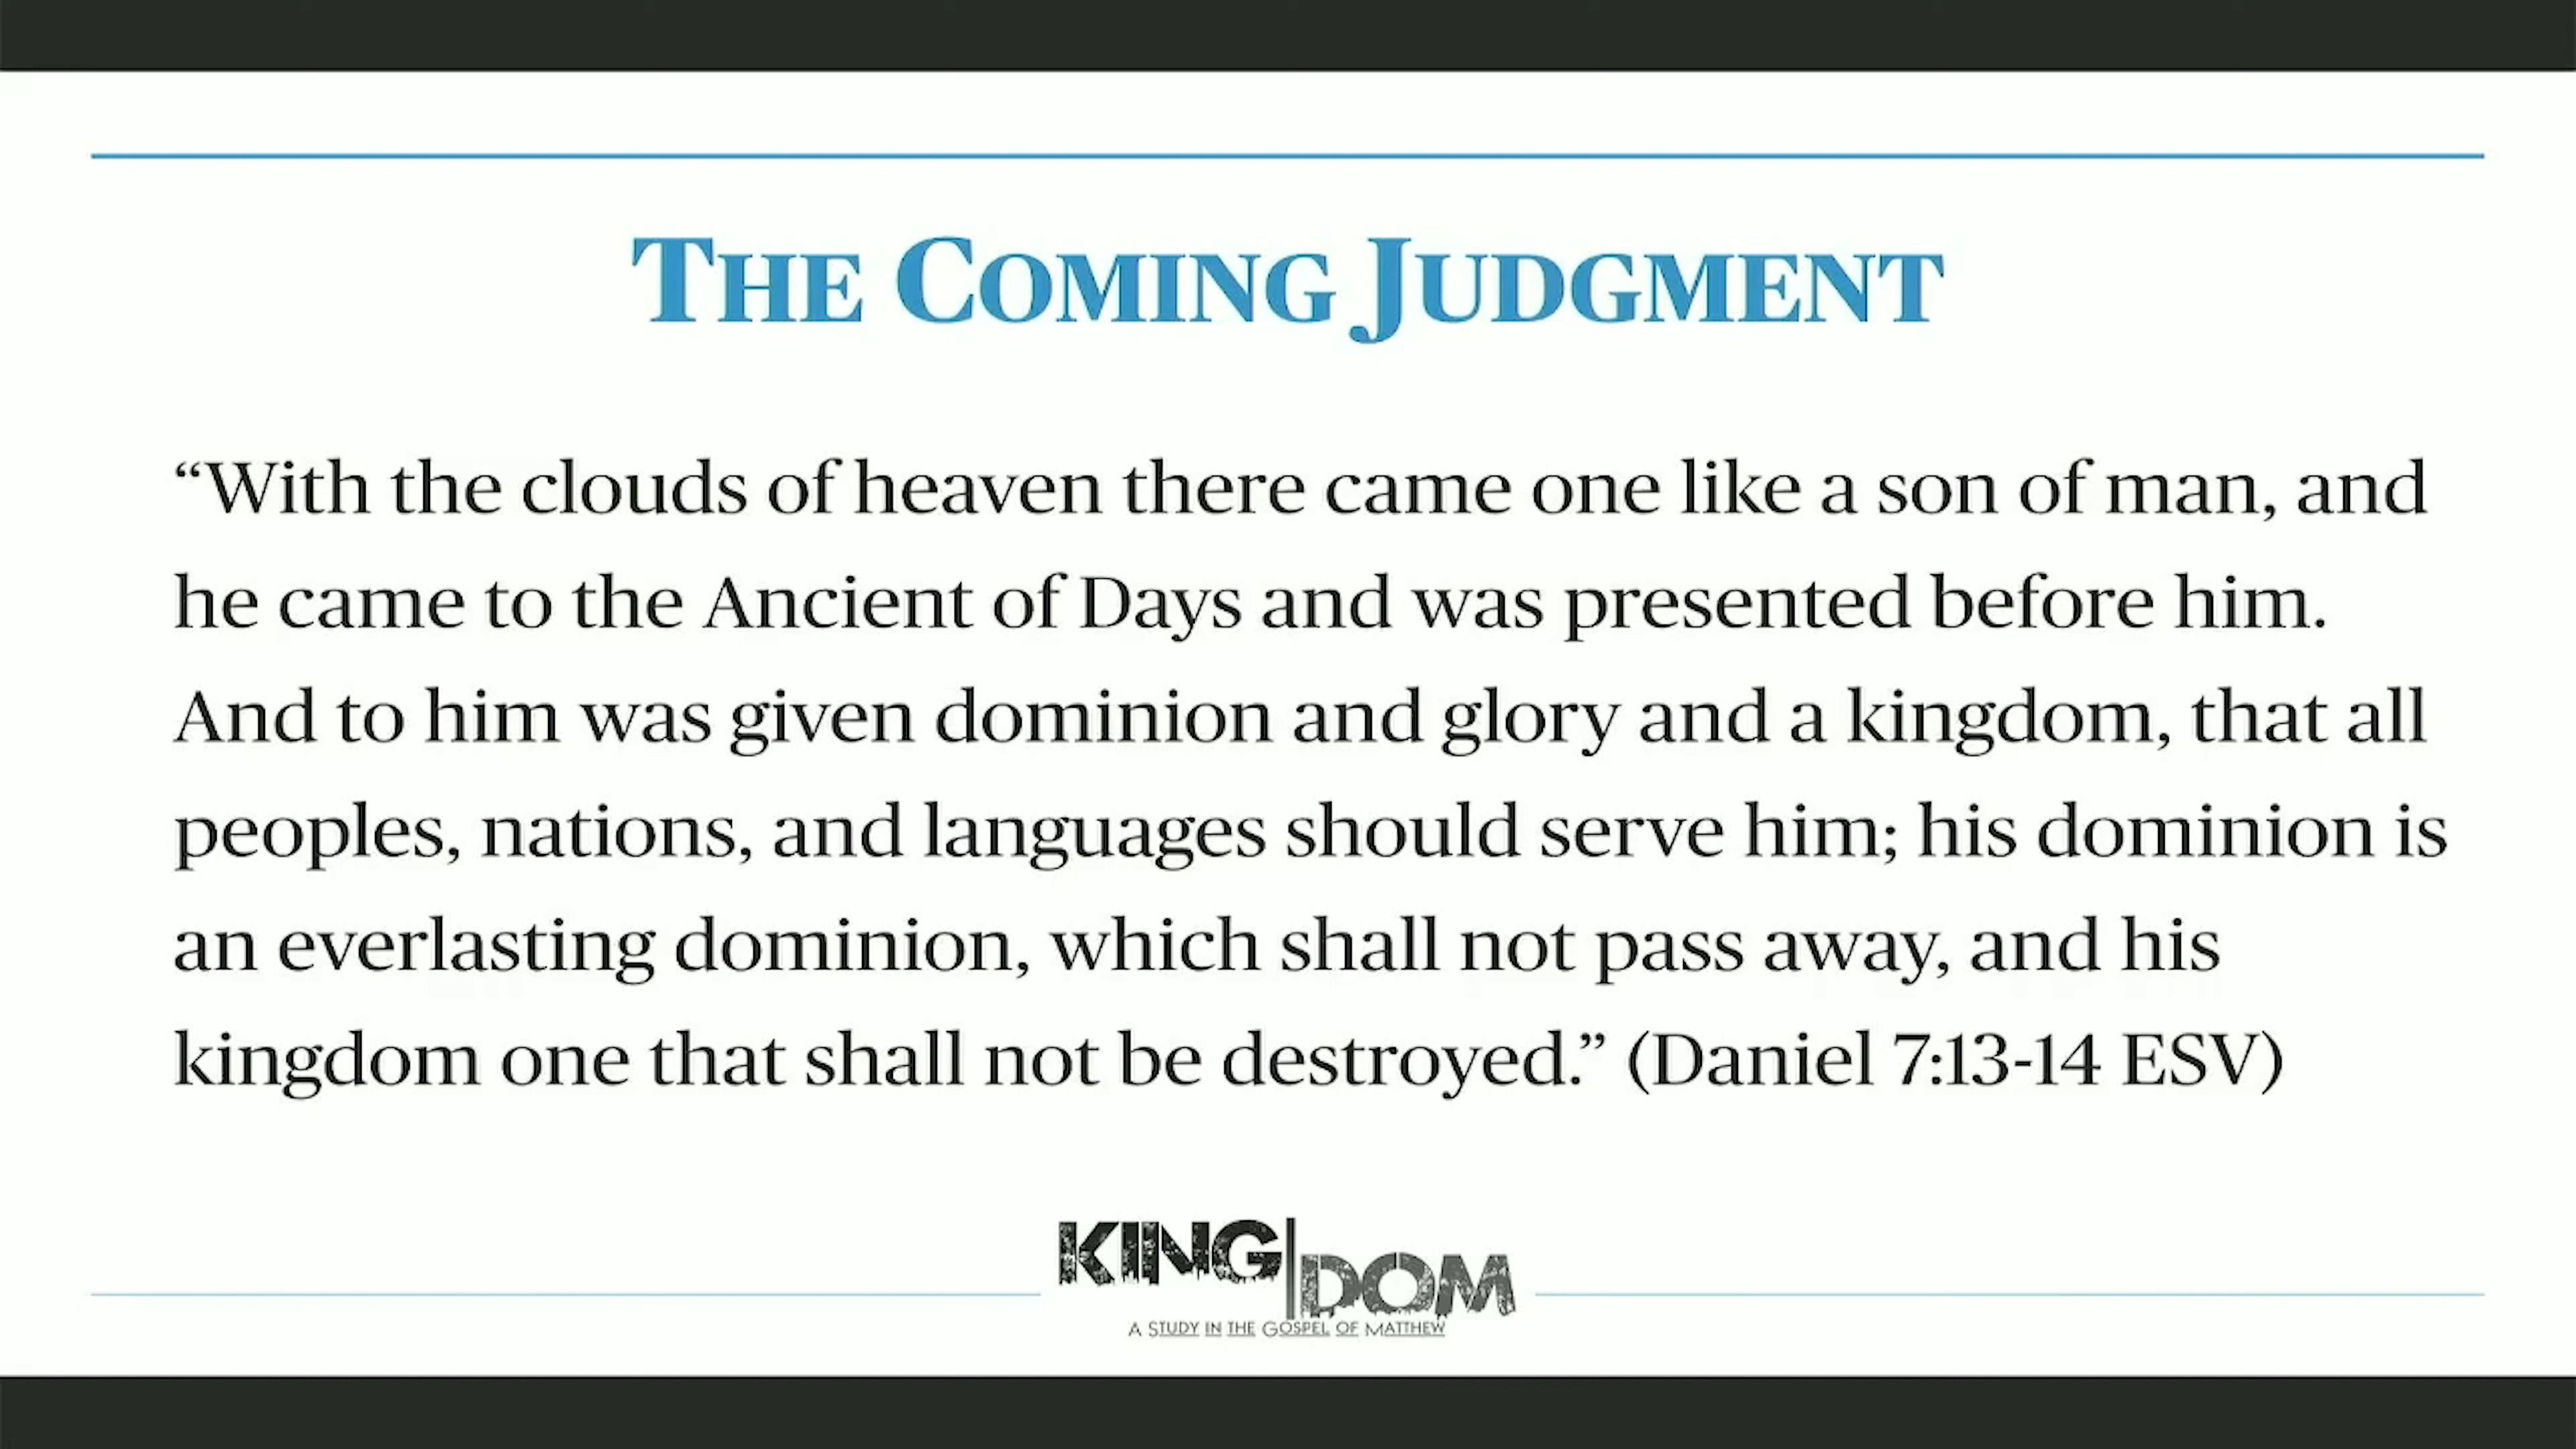 THE COMING JUDGMENT
“With the clouds of heaven there came one like a son of man, and
he came to the Ancient of Days and was presented before him.
And to him was given dominion and glory and a kingdom, that all
peoples, nations, and languages should serve him; his dominion is
an everlasting dominion, which shall not pass away, and his
kingdom one that shall not be destroyed.” (Daniel 7:13-14 ESV)
KING|DOM
A STUDY IN THE GOSPEL OF MATTHEW